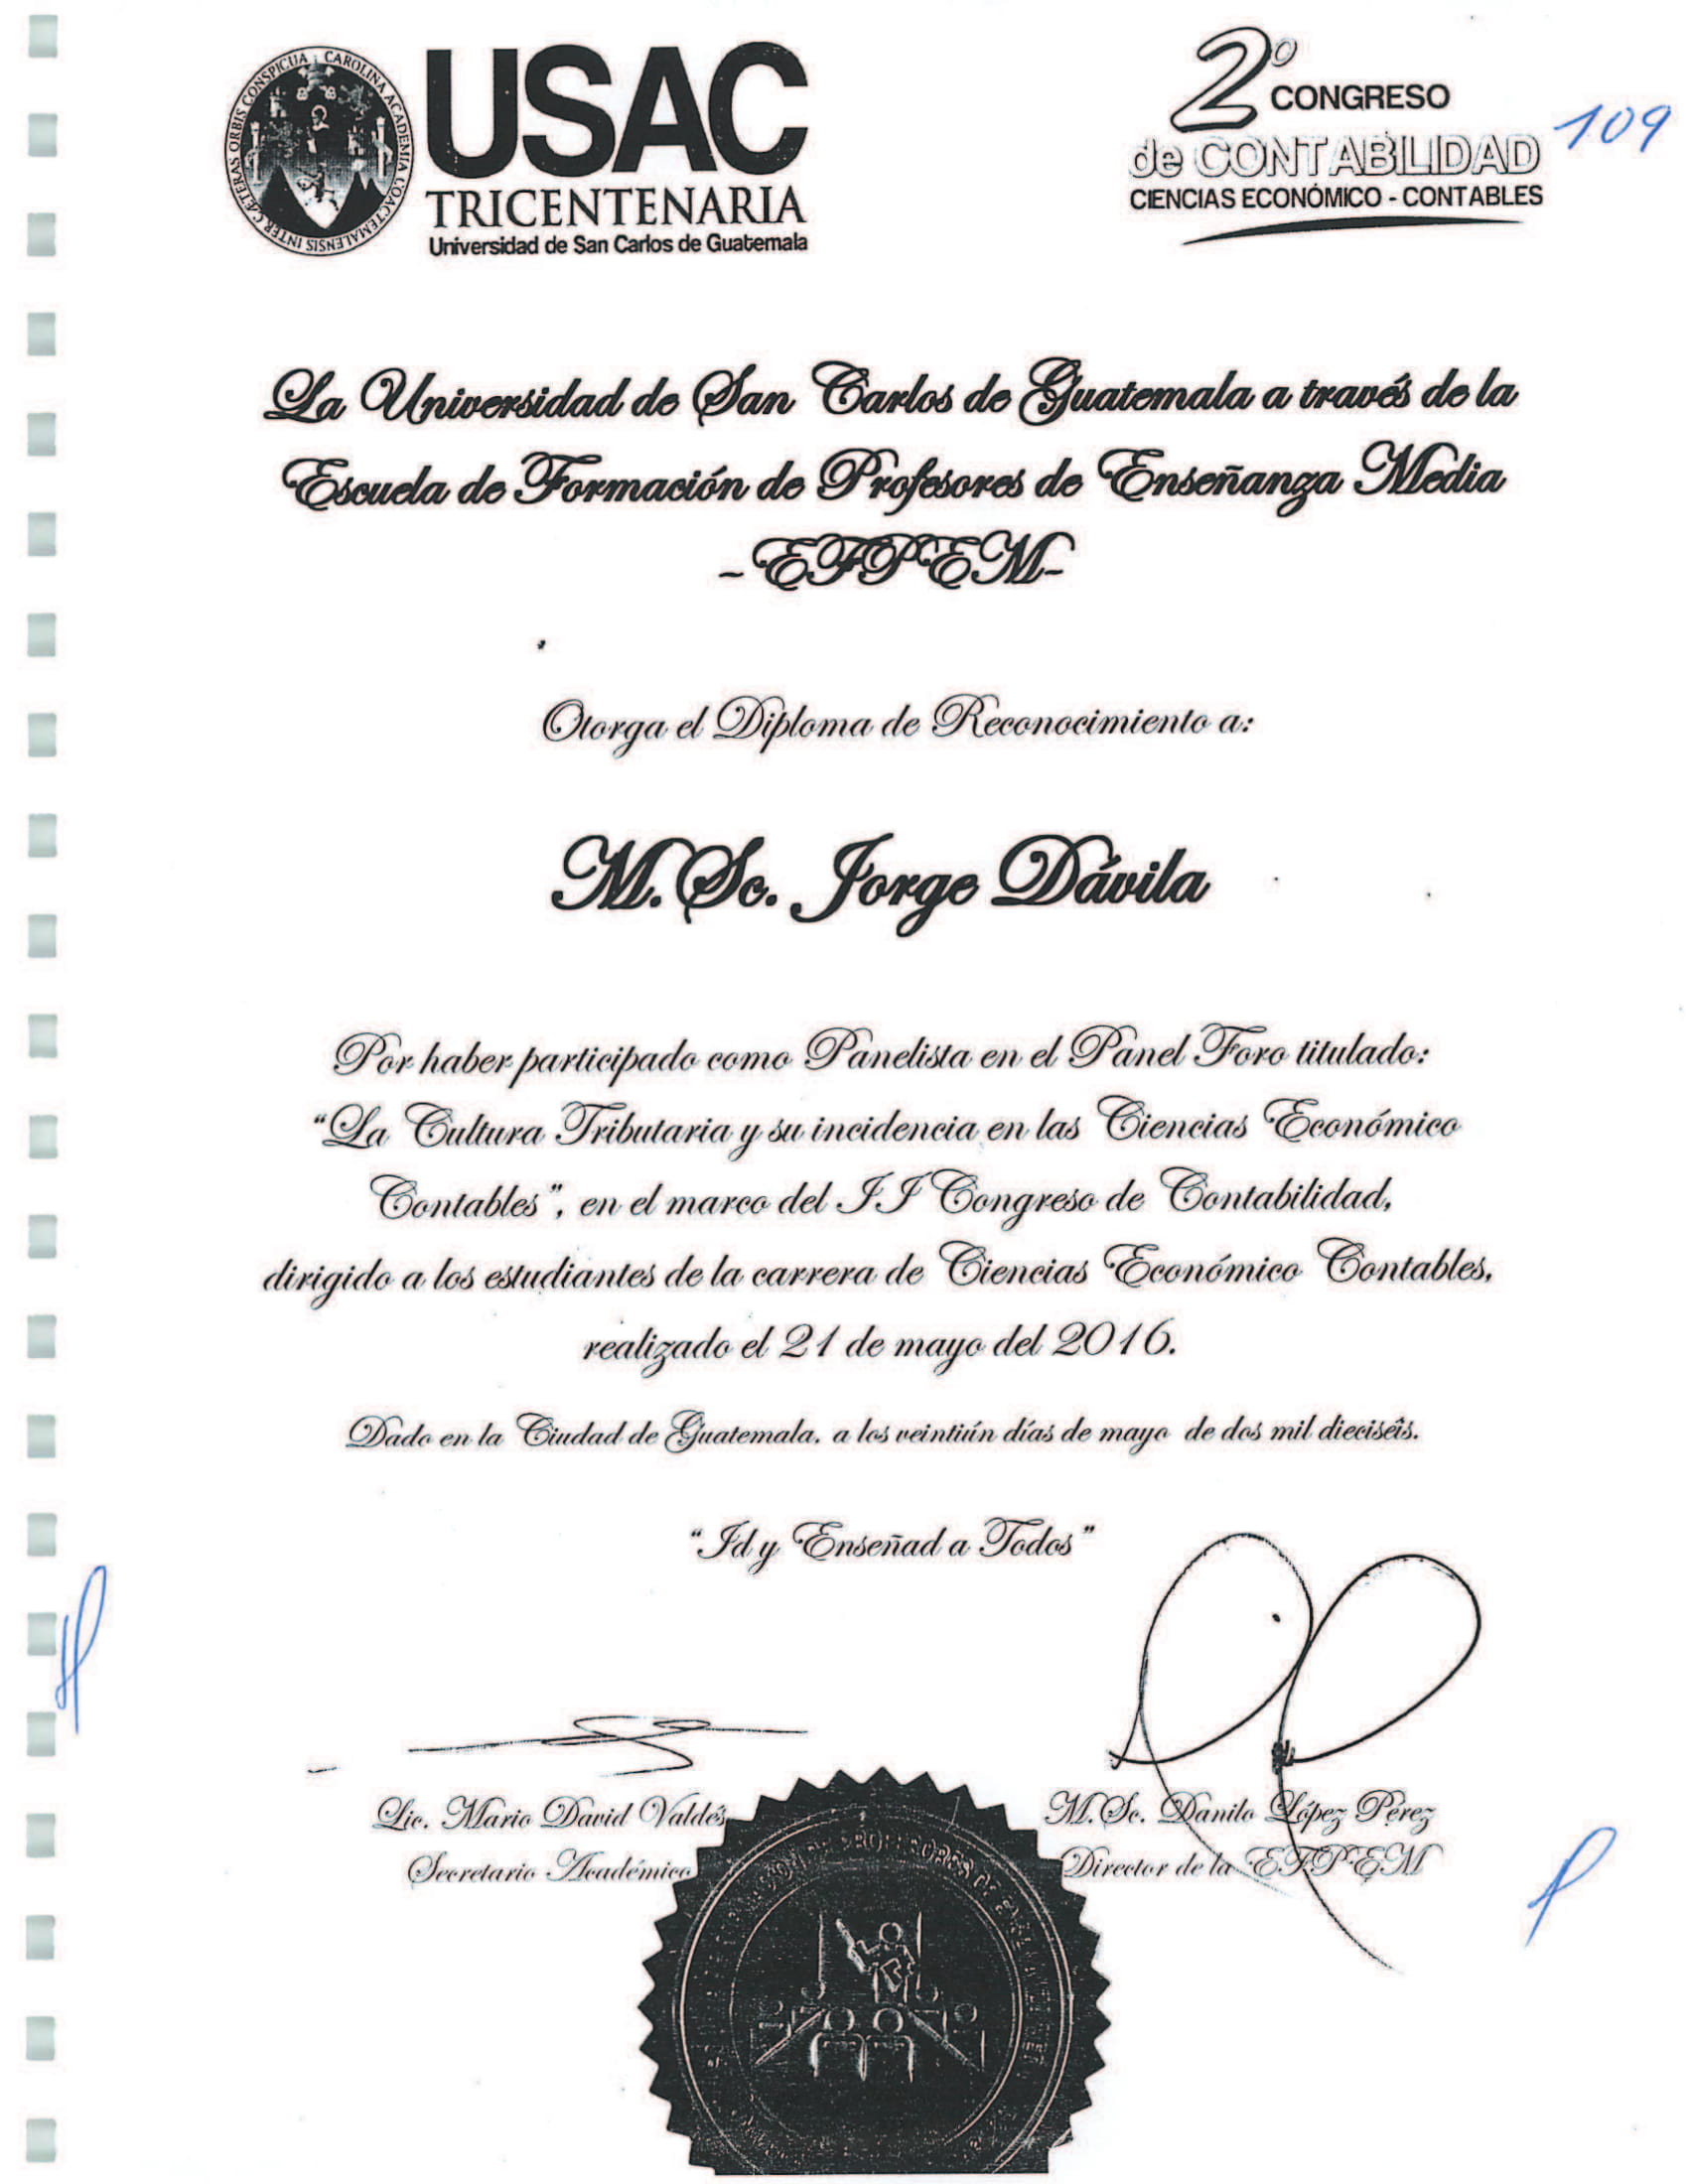 INTER CÆTERAS ORBIS CONSPICUA CAROLINA ACADEMIA COACTEMALENSIS
USAC
TRICENTENARIA
Universidad de San Carlos de Guatemala
2º CONGRESO
de CONTABILIDAD
CIENCIAS ECONÓMICO - CONTABLES
109
La Universidad de San Carlos de Guatemala a través de la
Escuela de Formación de Profesores de Enseñanza Media
-EFPEM-
Otorga el Diploma de Reconocimiento a:
M.Sc. Jorge Dávila
Por haber participado como Panelista en el Panel Foro titulado:
"La Cultura Tributaria y su incidencia en las Ciencias Económico
Contables", en el marco del II Congreso de Contabilidad,
dirigido a los estudiantes de la carrera de Ciencias Económico Contables,
realizado el 21 de mayo del 2016.
Dado en la Ciudad de Guatemala, a los veintiún días de mayo de dos mil dieciséis.
"Id y Enseñad a Todos"
Lic. Mario David Valdés
Secretario Académico
M.Sc. Danilo López Pérez
Director de la EFPEM
PROFESORES DE